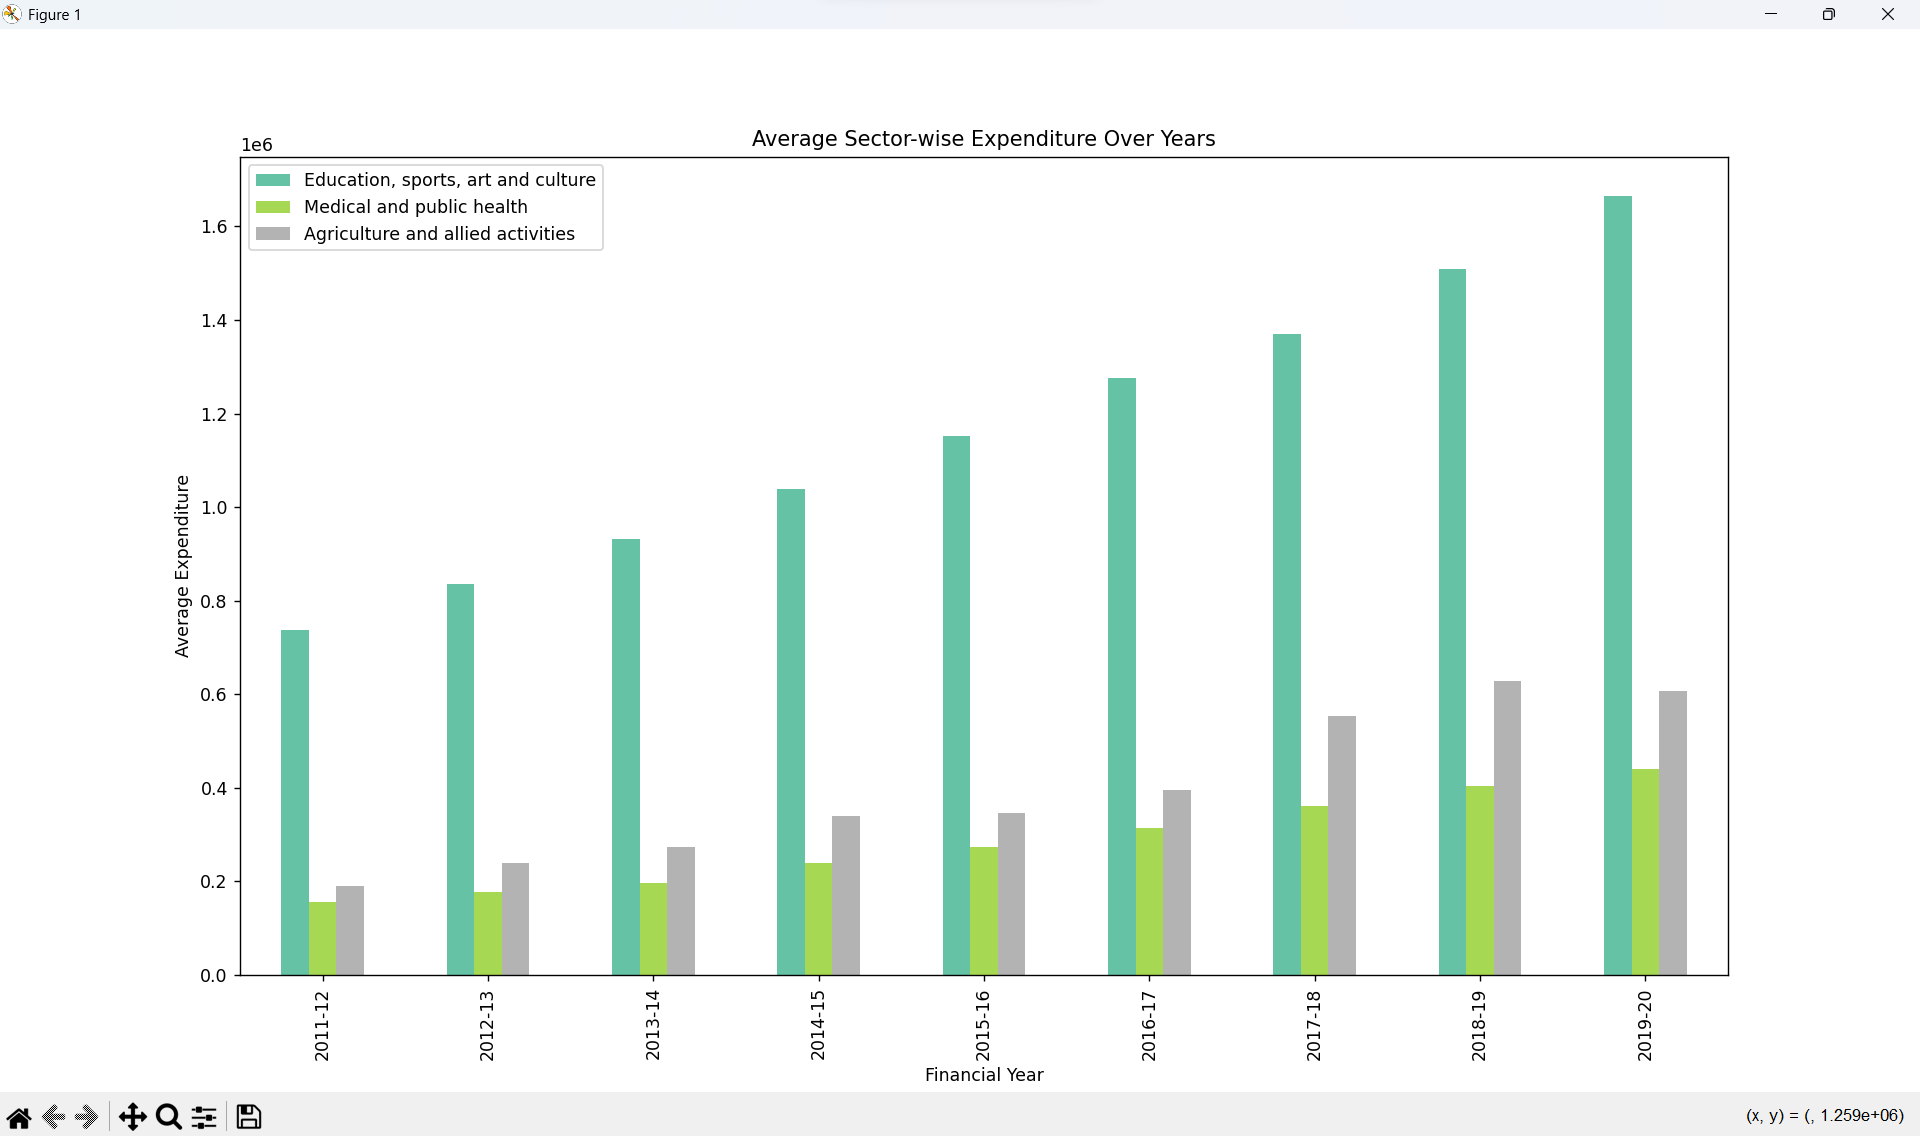 Figure 1
Average Sector-wise Expenditure Over Years
1e6
Education, sports, art and culture
Medical and public health
Agriculture and allied activities
1.6
1.4
1.2
1.0
0.8
0.6
0.4
0.2
0.0
Average Expenditure
2011-12
2012-13
2013-14
2014-15
2015-16
2016-17
2017-18
2018-19
2019-20
Financial Year
(x, y) = (, 1.259e+06)